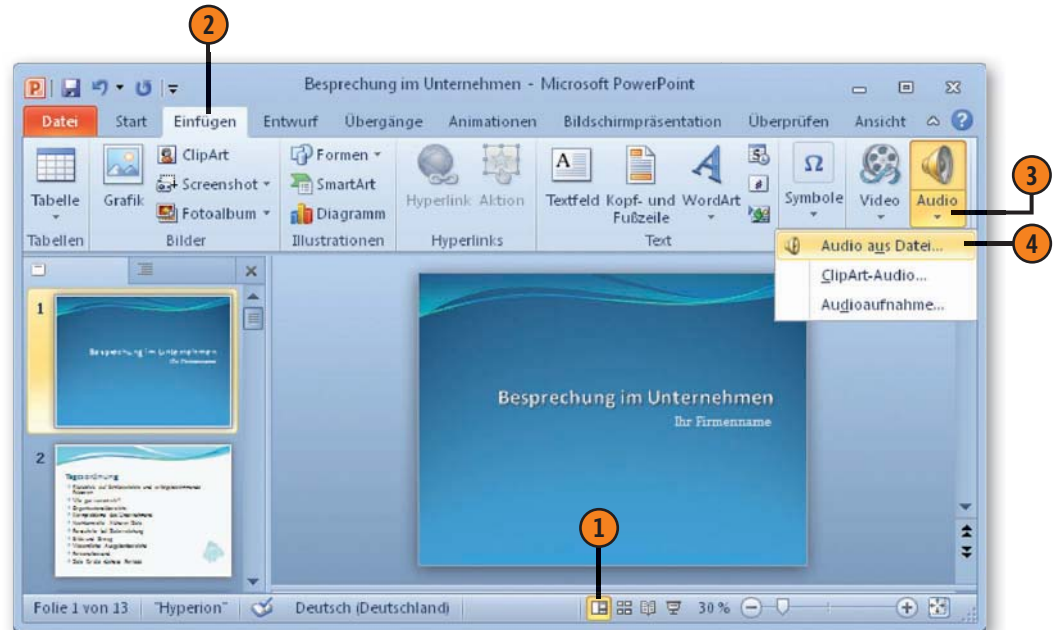 2
Besprechung im Unternehmen - Microsoft PowerPoint
Datei Start Einfügen Entwurf Übergänge Animationen Bildschirmpräsentation Überprüfen Ansicht
Tabelle
Tabellen
Grafik
ClipArt
Screenshot
Fotoalbum
Bilder
Formen
SmartArt
Diagramm
Illustrationen
Hyperlink Aktion
Hyperlinks
Textfeld Kopf- und WordArt
Fußzeile
Text
Symbole
Video
Audio
3
Audio aus Datei...
4
ClipArt-Audio...
Audioaufnahme...
1
Besprechung im Unternehmen
Ihr Firmenname
2
Tagesordnung
Besprechung im Unternehmen
Ihr Firmenname
1
Folie 1 von 13 "Hyperion" Deutsch (Deutschland) 30 %